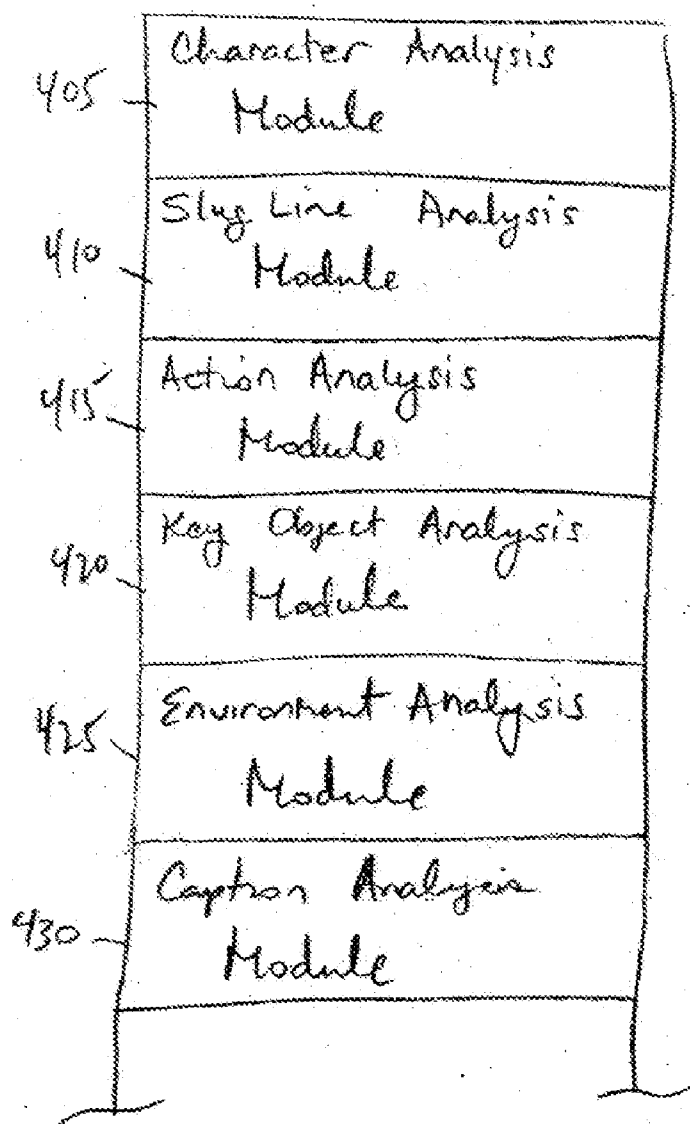 Character Analysis
405 Module
Slug Line Analysis
410 Module
Action Analysis
415 Module
Key Object Analysis
420 Module
Environment Analysis
425 Module
Caption Analysis
430 Module